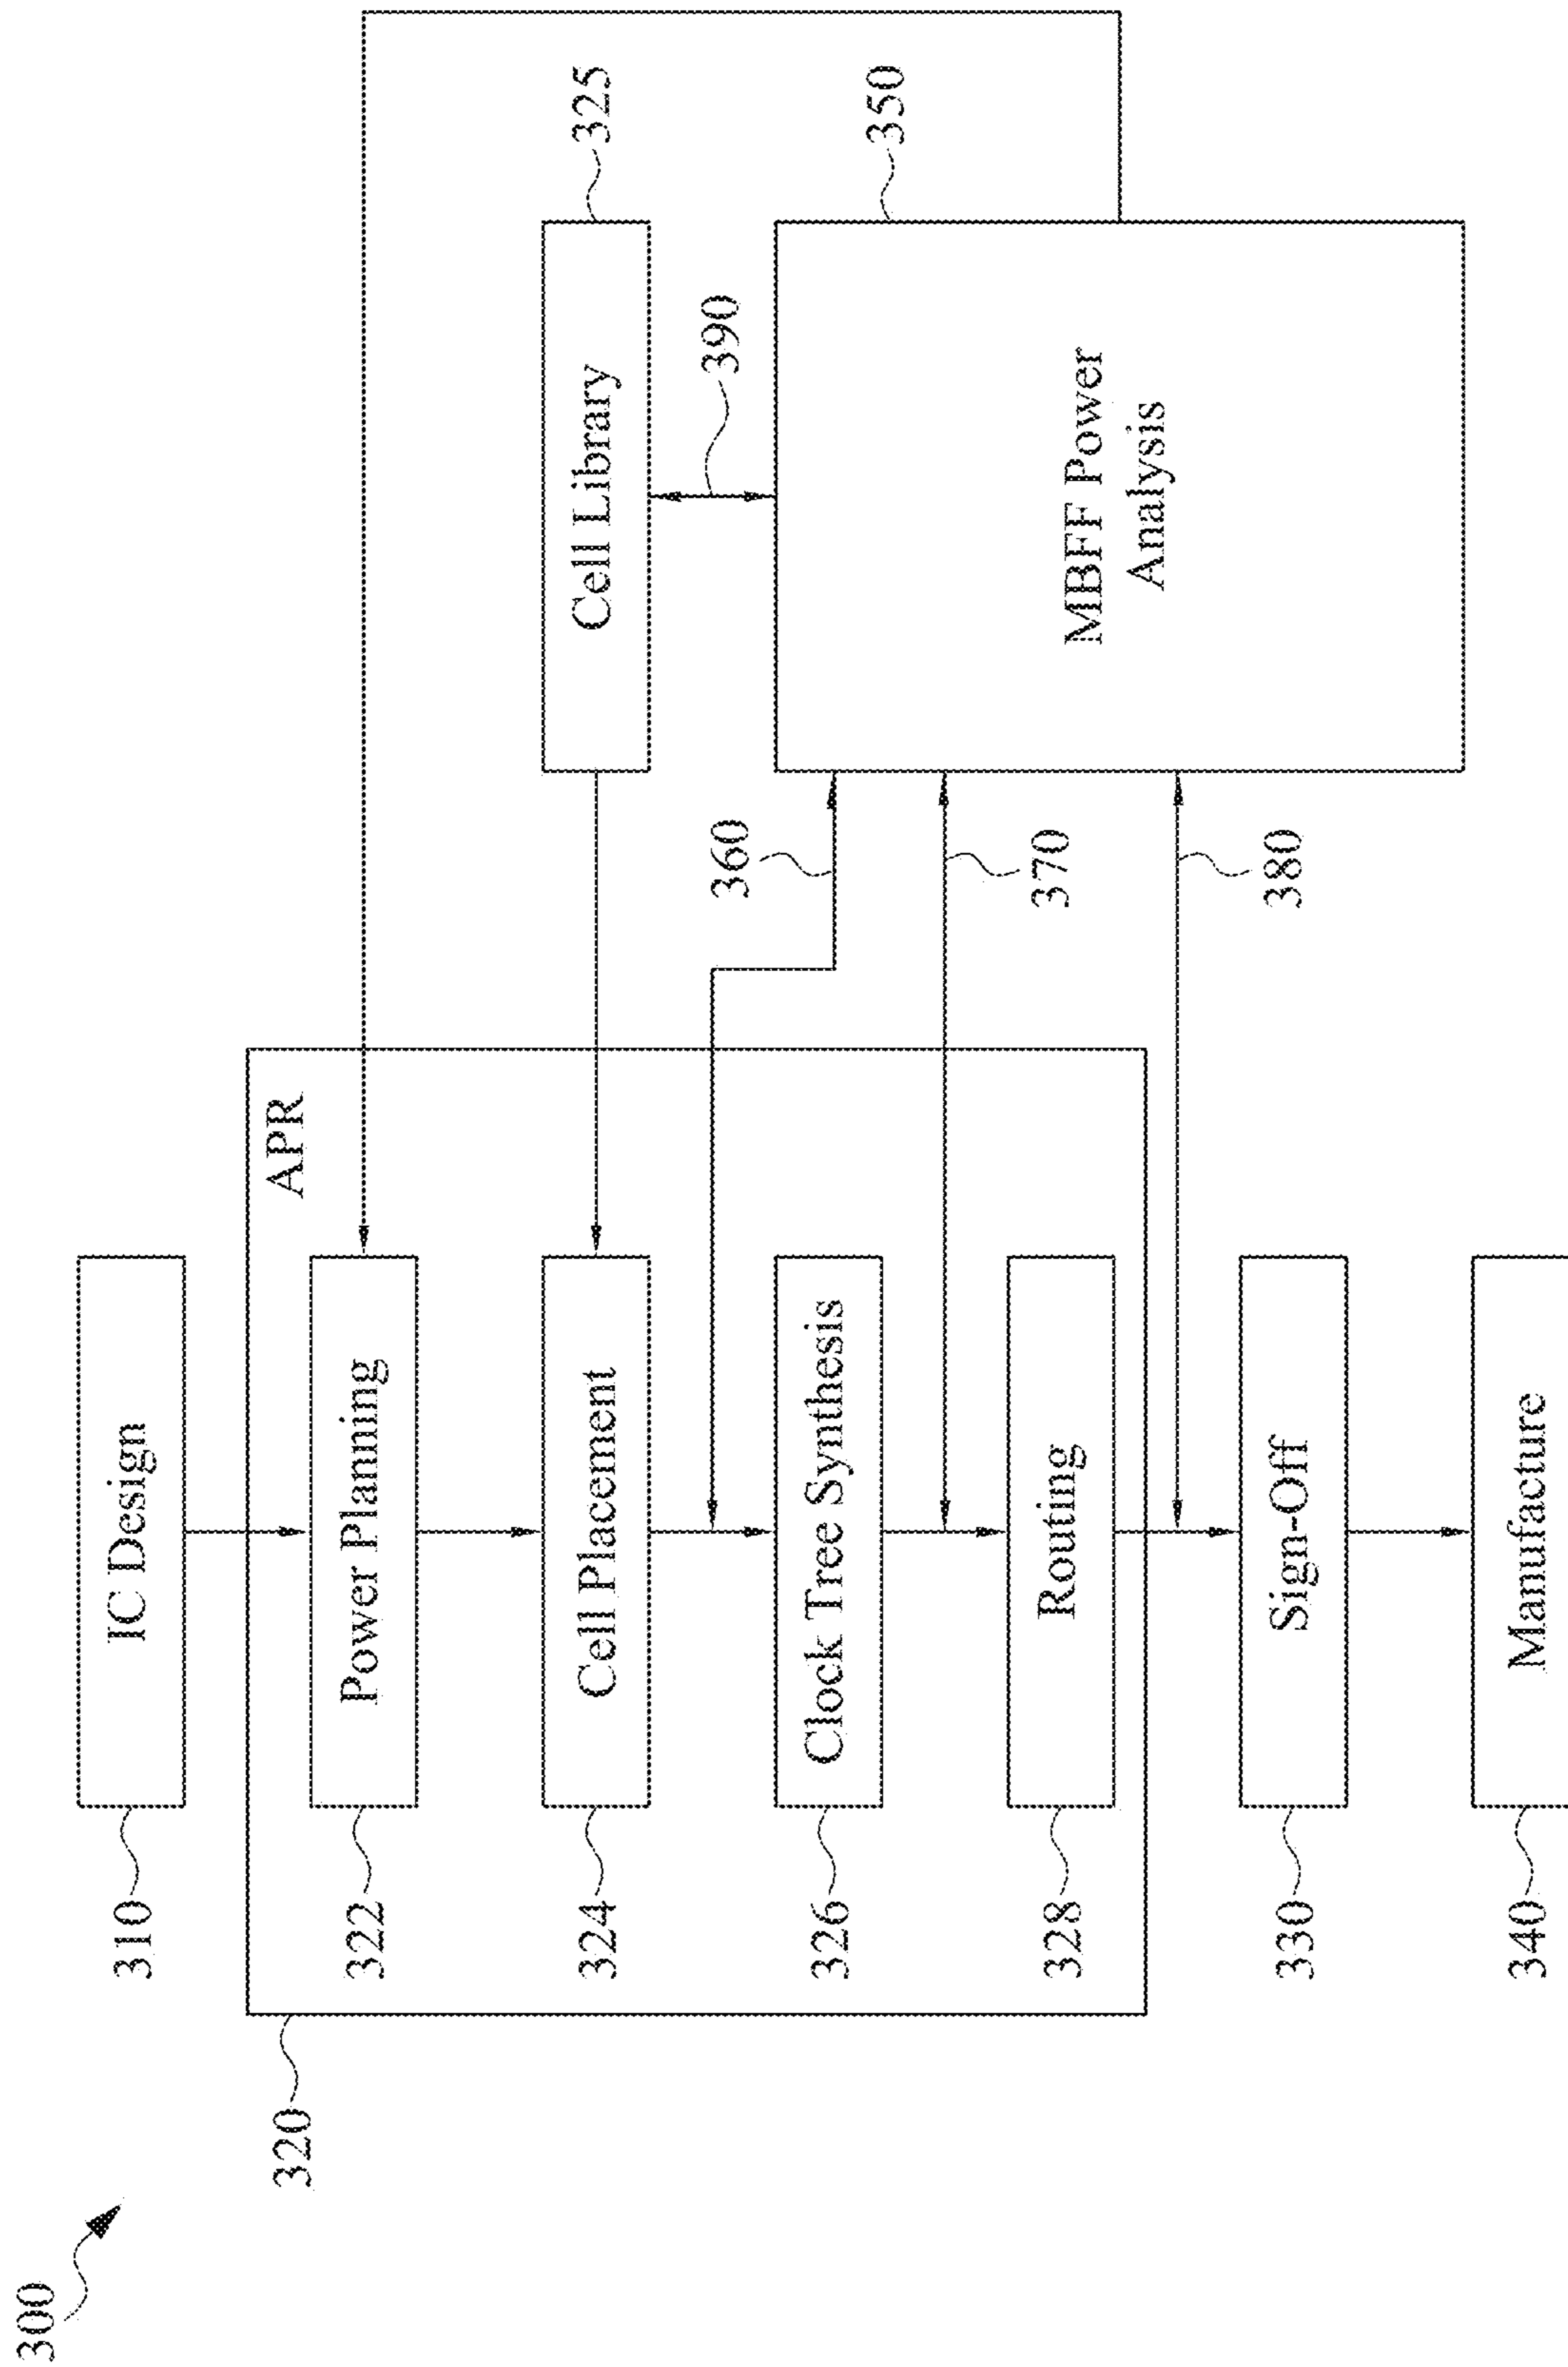 300
310
IC Design
320
APR
322
Power Planning
324
Cell Placement
325
Cell Library
326
Clock Tree Synthesis
328
Routing
330
Sign-Off
340
Manufacture
350
MBFF Power
Analysis
360
370
380
390